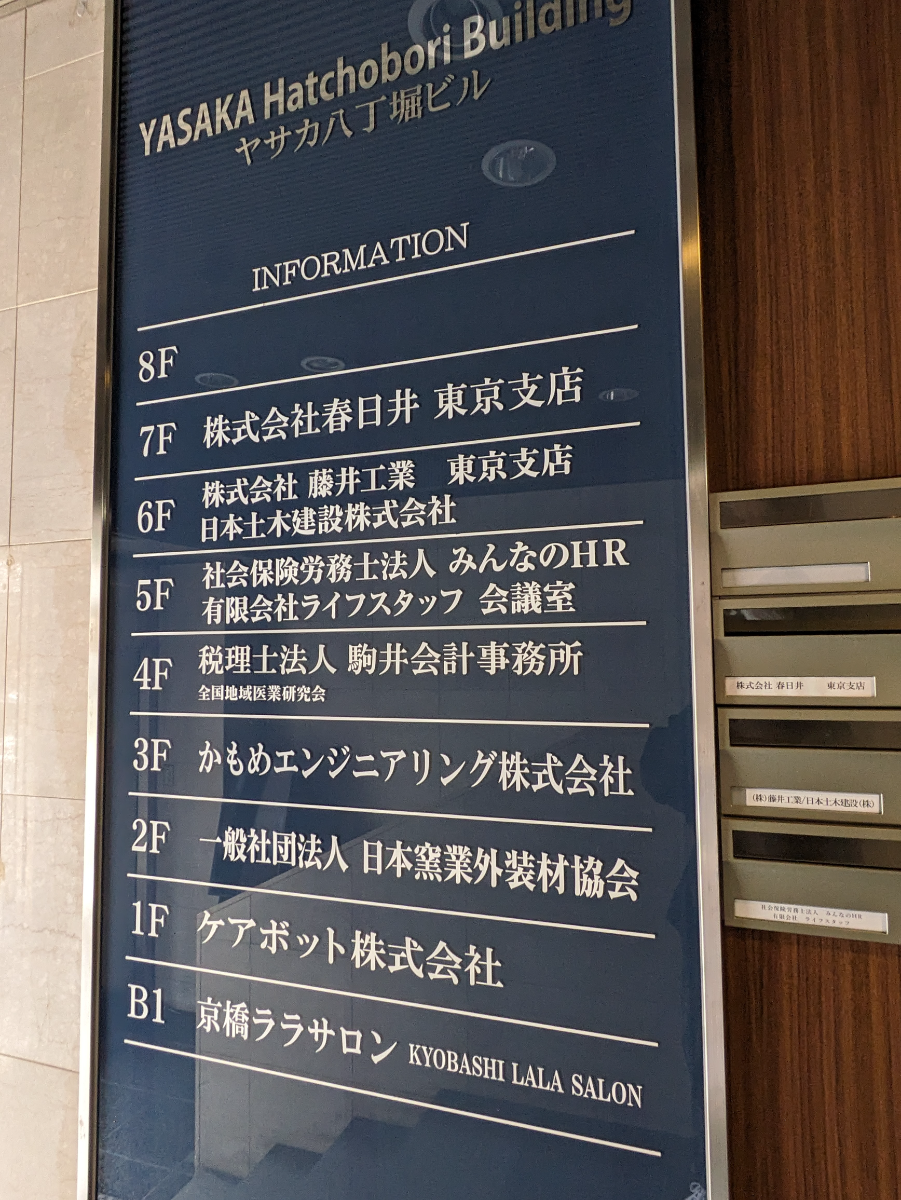 YASAKA Hatchobori Building
ヤサカ八丁堀ビル
INFORMATION
8F
7F 株式会社春日井 東京支店
6F 株式会社 藤井工業 東京支店
日本土木建設株式会社
5F 社会保険労務士法人 みんなのHR
有限会社ライフスタッフ 会議室
4F 税理士法人 駒井会計事務所
全国地域医業研究会
3F かもめエンジニアリング株式会社
2F 一般社団法人 日本窯業外装材協会
1F ケアボット株式会社
B1 京橋ララサロン KYOBASHI LALA SALON
株式会社 春日井 東京支店
(株)藤井工業/日本土木建設(株)
社会保険労務士法人 みんなのHR
有限会社 ライフスタッフ